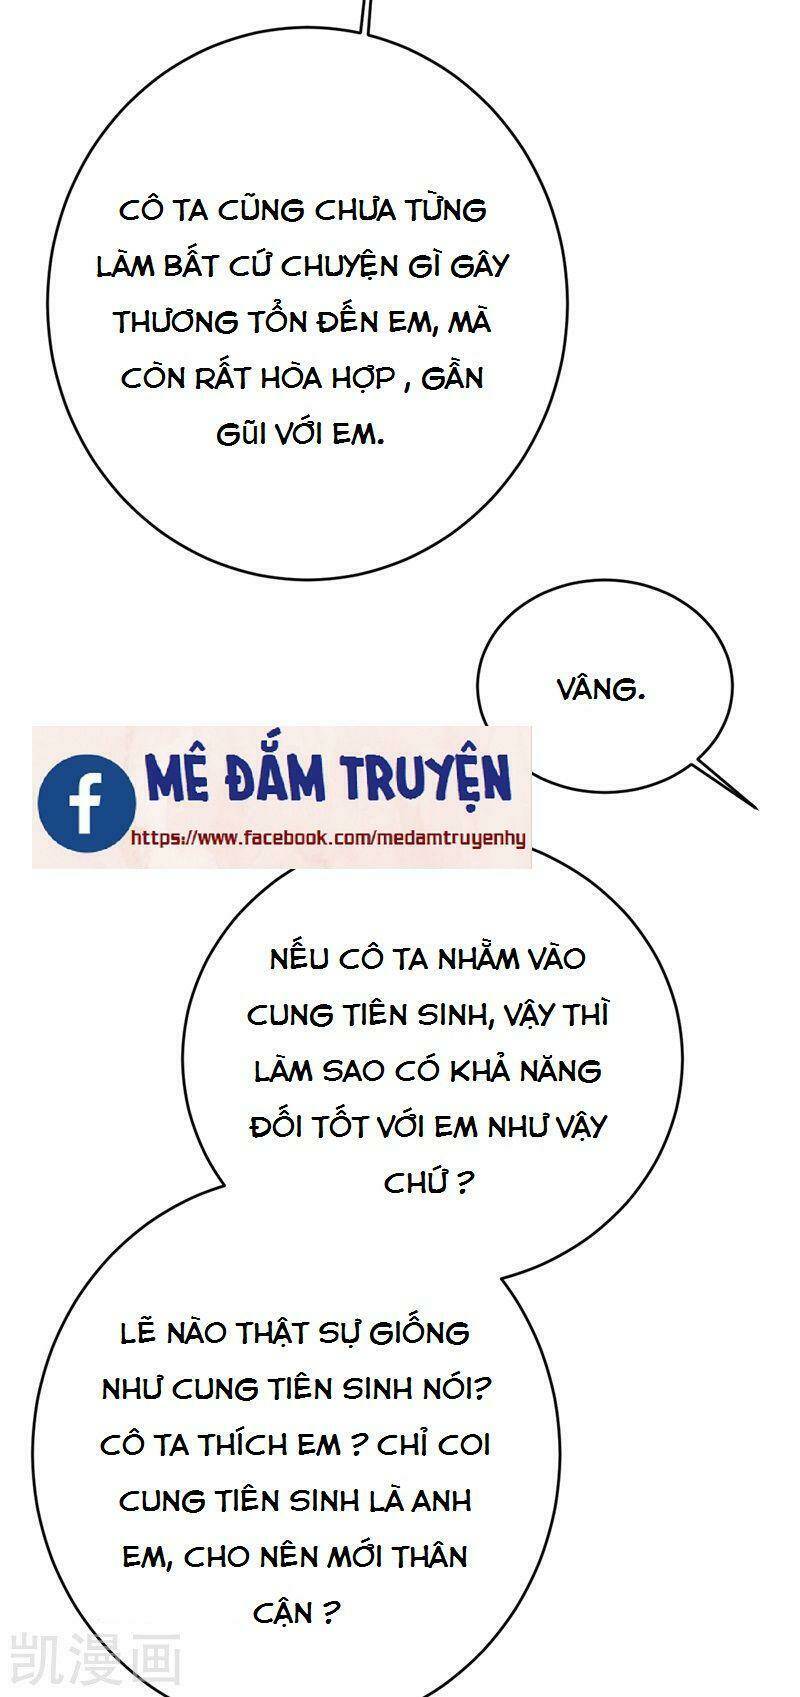 CÔ TA CŨNG CHƯA TỪNG
LÀM BẤT CỨ CHUYỆN GÌ GÂY
THƯƠNG TỔN ĐẾN EM, MÀ
CÒN RẤT HÒA HỢP , GẦN
GŨI VỚI EM.
VÂNG.
MÊ ĐẮM TRUYỆN
https://www.facebook.com/medamtruyenhy
NẾU CÔ TA NHẰM VÀO
CUNG TIÊN SINH, VẬY THÌ
LÀM SAO CÓ KHẢ NĂNG
ĐỐI TỐT VỚI EM NHƯ VẬY
CHỨ ?
LẼ NÀO THẬT SỰ GIỐNG
NHƯ CUNG TIÊN SINH NÓI?
CÔ TA THÍCH EM ? CHỈ COI
CUNG TIÊN SINH LÀ ANH
EM, CHO NÊN MỚI THÂN
CẬN ?
凯漫画